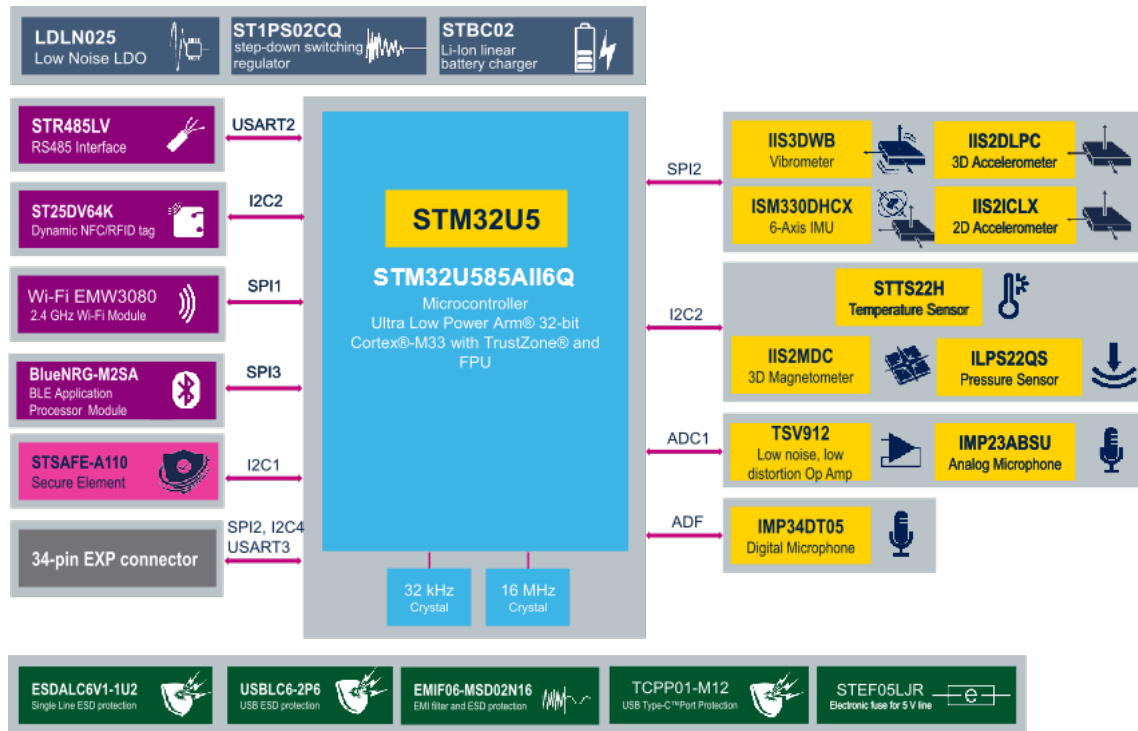 LDLN025
Low Noise LDO
ST1PS02CQ
step-down switching
regulator
STBC02
Li-Ion linear
battery charger
STR485LV
RS485 Interface
USART2
ST25DV64K
Dynamic NFC/RFID tag
I2C2
Wi-Fi EMW3080
2.4 GHz Wi-Fi Module
SPI1
BlueNRG-M2SA
BLE Application
Processor Module
SPI3
STSAFE-A110
Secure Element
I2C1
34-pin EXP connector
SPI2, I2C4
USART3
STM32U5
STM32U585AII6Q
Microcontroller
Ultra Low Power Arm® 32-bit
Cortex®-M33 with TrustZone® and
FPU
32 kHz
Crystal
16 MHz
Crystal
SPI2
IIS3DWB
Vibrometer
IIS2DLPC
3D Accelerometer
ISM330DHCX
6-Axis IMU
IIS2ICLX
2D Accelerometer
I2C2
STTS22H
Temperature Sensor
IIS2MDC
3D Magnetometer
ILPS22QS
Pressure Sensor
ADC1
TSV912
Low noise, low
distortion Op Amp
IMP23ABSU
Analog Microphone
ADF
IMP34DT05
Digital Microphone
ESDALC6V1-1U2
Single Line ESD protection
USBLC6-2P6
USB ESD protection
EMIF06-MSD02N16
EMI filter and ESD protection
TCPP01-M12
USB Type-C™Port Protection
STEF05LJR
Electronic fuse for 5 V line
e